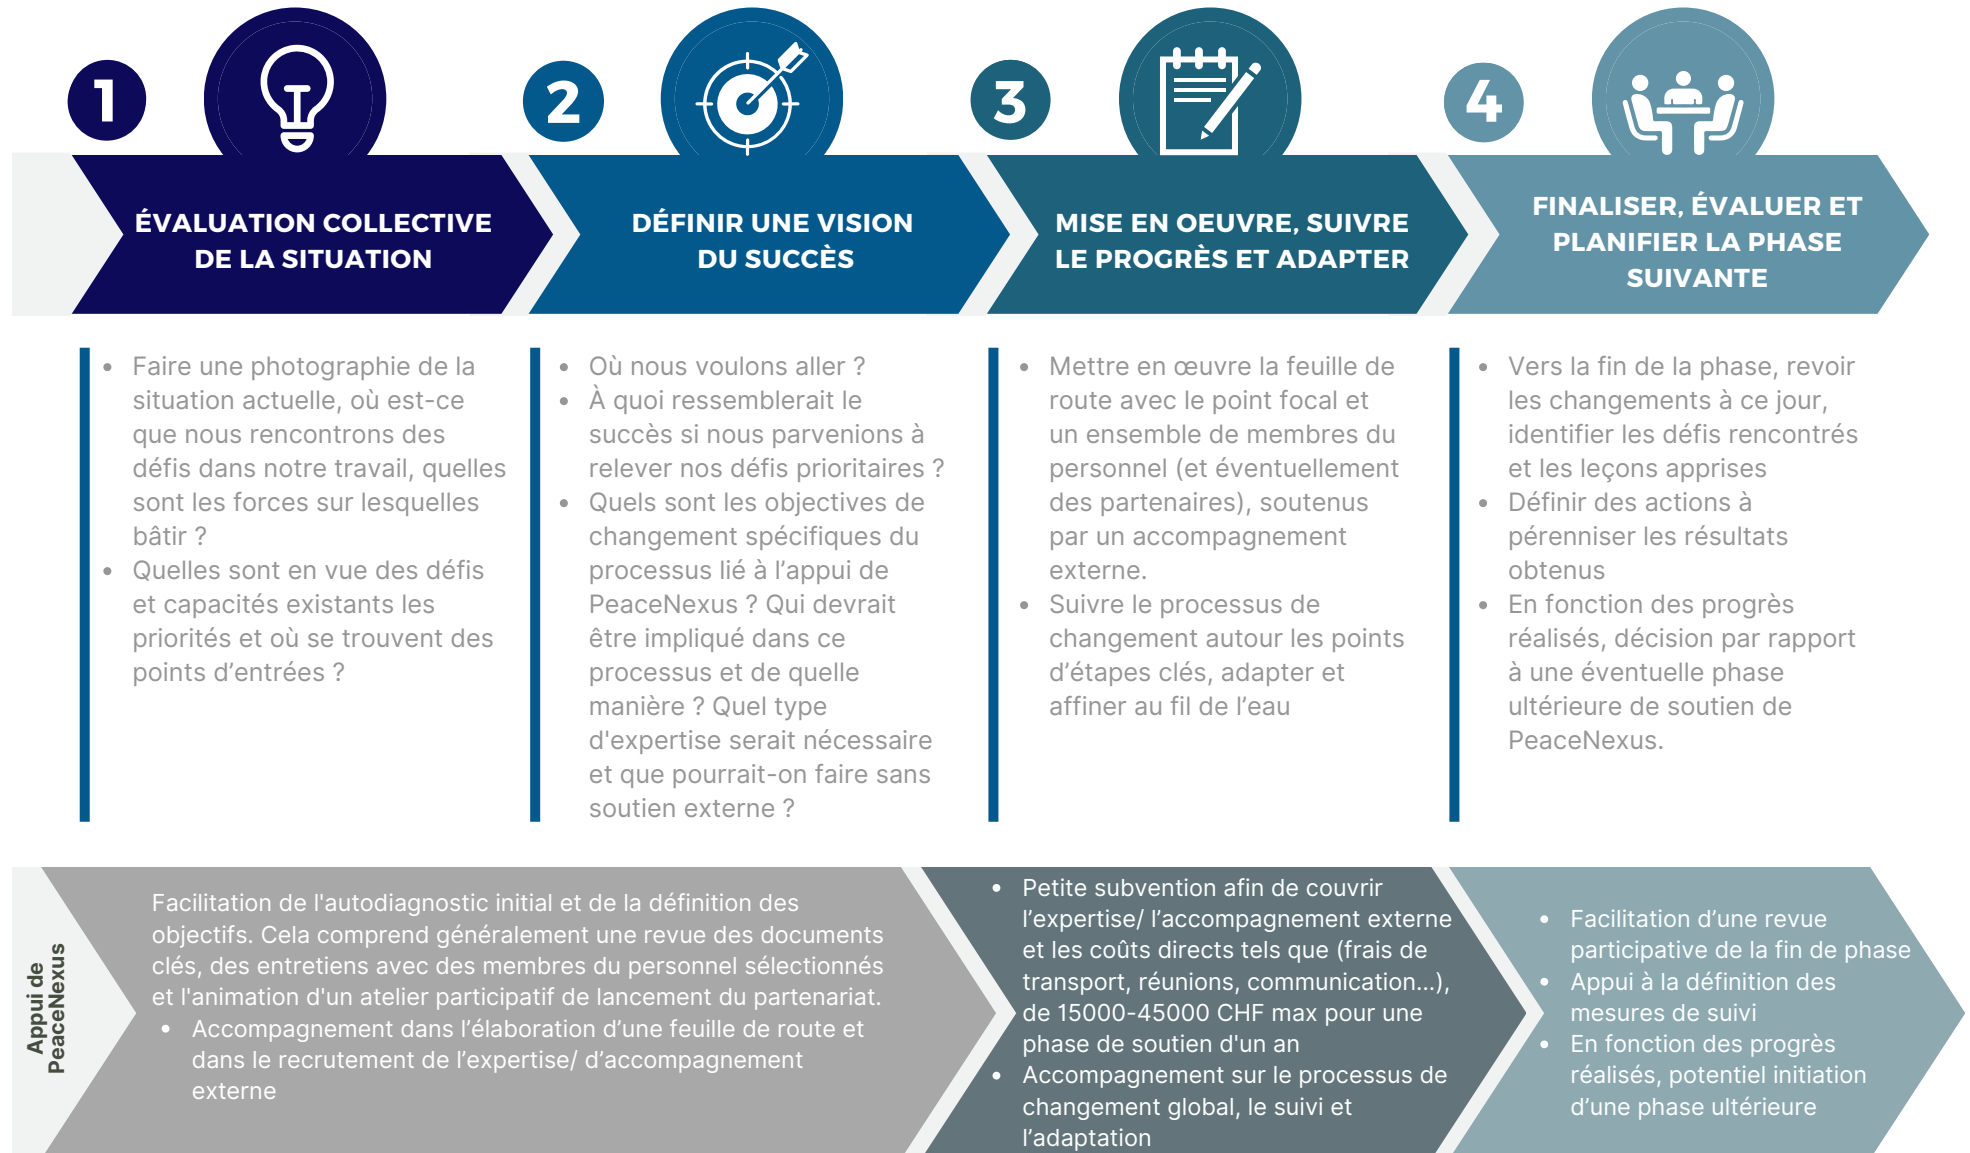 1
ÉVALUATION COLLECTIVE
DE LA SITUATION
2
DÉFINIR UNE VISION
DU SUCCÈS
3
MISE EN OEUVRE, SUIVRE
LE PROGRÈS ET ADAPTER
4
FINALISER, ÉVALUER ET
PLANIFIER LA PHASE
SUIVANTE
• Faire une photographie de la
situation actuelle, où est-ce
que nous rencontrons des
défis dans notre travail, quelles
sont les forces sur lesquelles
bâtir ?
• Quelles sont en vue des défis
et capacités existants les
priorités et où se trouvent des
points d’entrées ?
• Où nous voulons aller ?
• À quoi ressemblerait le
succès si nous parvenions à
relever nos défis prioritaires ?
• Quels sont les objectives de
changement spécifiques du
processus lié à l’appui de
PeaceNexus ? Qui devrait
être impliqué dans ce
processus et de quelle
manière ? Quel type
d'expertise serait nécessaire
et que pourrait-on faire sans
soutien externe ?
• Mettre en œuvre la feuille de
route avec le point focal et
un ensemble de membres du
personnel (et éventuellement
des partenaires), soutenus
par un accompagnement
externe.
• Suivre le processus de
changement autour les points
d’étapes clés, adapter et
affiner au fil de l’eau
• Vers la fin de la phase, revoir
les changements à ce jour,
identifier les défis rencontrés
et les leçons apprises
• Définir des actions à
pérenniser les résultats
obtenus
• En fonction des progrès
réalisés, décision par rapport
à une éventuelle phase
ultérieure de soutien de
PeaceNexus.
Appui de
PeaceNexus
Facilitation de l'autodiagnostic initial et de la définition des
objectifs. Cela comprend généralement une revue des documents
clés, des entretiens avec des membres du personnel sélectionnés
et l'animation d'un atelier participatif de lancement du partenariat.
• Accompagnement dans l’élaboration d’une feuille de route et
dans le recrutement de l’expertise/ d’accompagnement
externe
• Petite subvention afin de couvrir
l’expertise/ l’accompagnement externe
et les coûts directs tels que (frais de
transport, réunions, communication...),
de 15000-45000 CHF max pour une
phase de soutien d'un an
• Accompagnement sur le processus de
changement global, le suivi et
l’adaptation
• Facilitation d’une revue
participative de la fin de phase
• Appui à la définition des
mesures de suivi
• En fonction des progrès
réalisés, potentiel initiation
d’une phase ultérieure